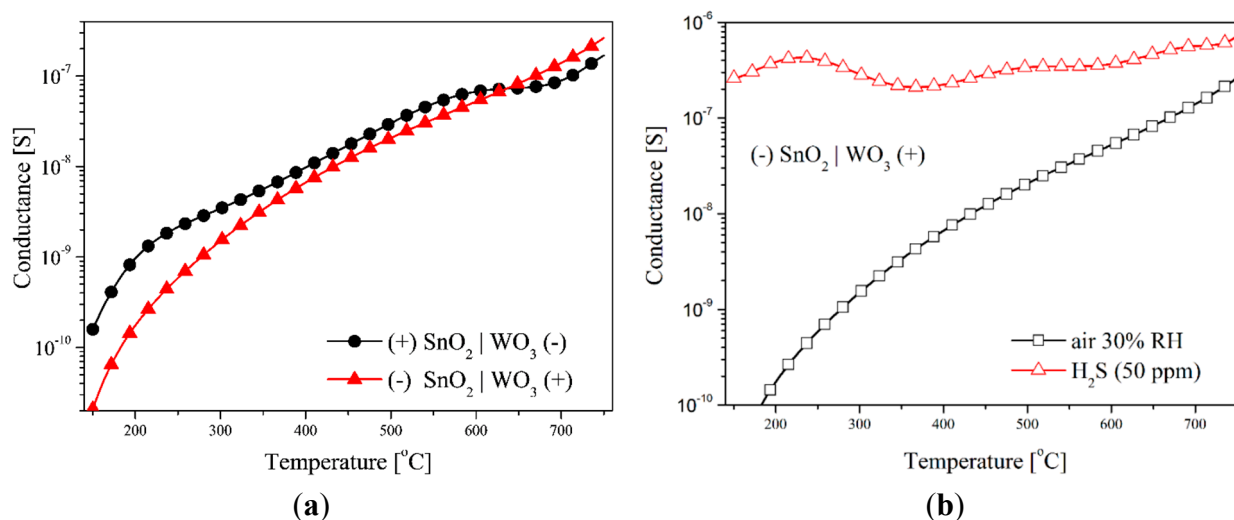 10⁻⁷
10⁻⁸
10⁻⁹
10⁻¹⁰
Conductance [S]
(+) SnO₂ | WO₃ (-)
(-) SnO₂ | WO₃ (+)
200 300 400 500 600 700
Temperature [°C]
(a)
10⁻⁶
10⁻⁷
10⁻⁸
10⁻⁹
10⁻¹⁰
Conductance [S]
(-) SnO₂ | WO₃ (+)
air 30% RH
H₂S (50 ppm)
200 300 400 500 600 700
Temperature [°C]
(b)